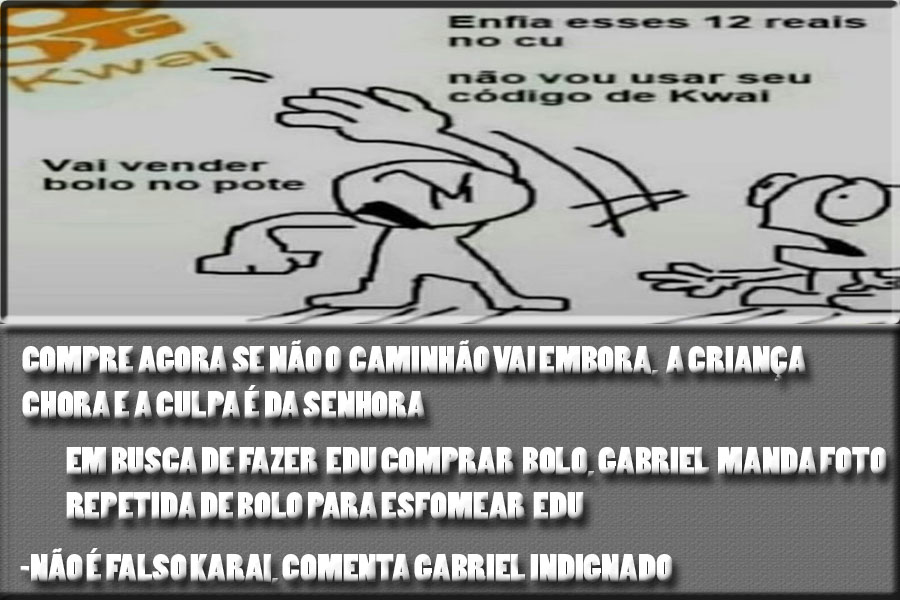 Kwai
Enfia esses 12 reais
no cu
não vou usar seu
código de Kwai
Vai vender
bolo no pote
COMPRE AGORA SE NÃO O CAMINHÃO VAI EMBORA, A CRIANÇA
CHORA E A CULPA É DA SENHORA
EM BUSCA DE FAZER EDU COMPRAR BOLO, GABRIEL MANDA FOTO
REPETIDA DE BOLO PARA ESFOMEAR EDU
-NÃO É FALSO KARAI, COMENTA GABRIEL INDIGNADO